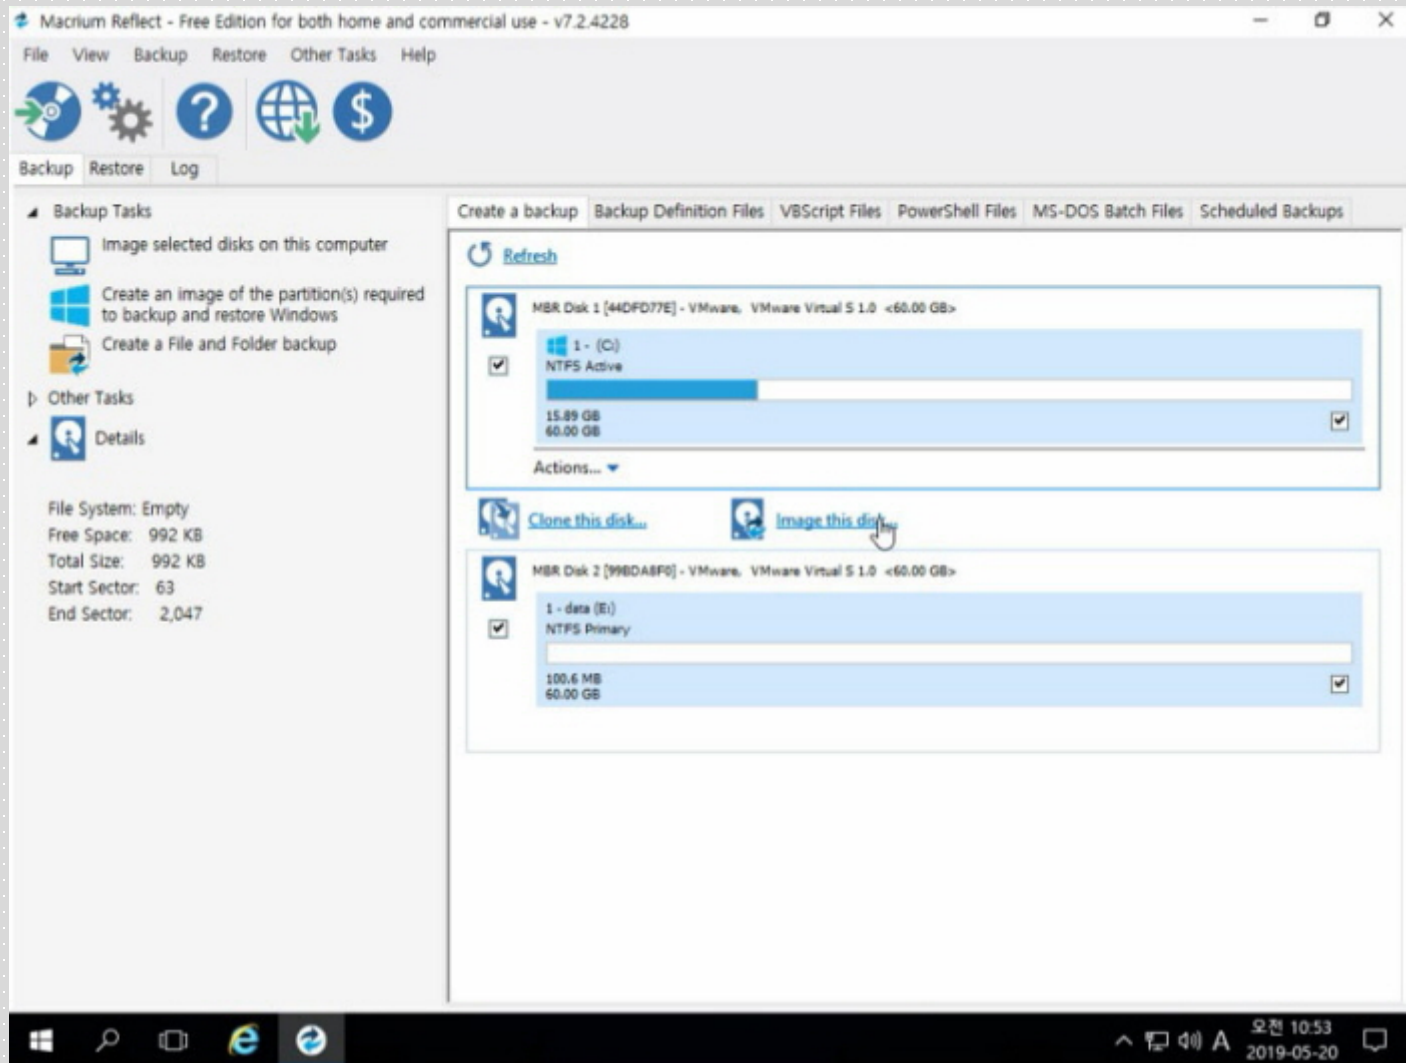 Macrium Reflect - Free Edition for both home and commercial use - v7.2.4228
File View Backup Restore Other Tasks Help
Backup Restore Log
Backup Tasks
Image selected disks on this computer
Create an image of the partition(s) required
to backup and restore Windows
Create a File and Folder backup
Other Tasks
Details
File System: Empty
Free Space: 992 KB
Total Size: 992 KB
Start Sector: 63
End Sector: 2,047
Create a backup Backup Definition Files VBScript Files PowerShell Files MS-DOS Batch Files Scheduled Backups
Refresh
MBR Disk 1 [44DFD77E] - VMware, VMware Virtual S 1.0 <60.00 GB>
1 - (C:)
NTFS Active
15.89 GB
60.00 GB
Actions...
Clone this disk... Image this disk...
MBR Disk 2 [99BDA8F0] - VMware, VMware Virtual S 1.0 <60.00 GB>
1 - data (E:)
NTFS Primary
100.6 MB
60.00 GB
A
오전 10:53
2019-05-20